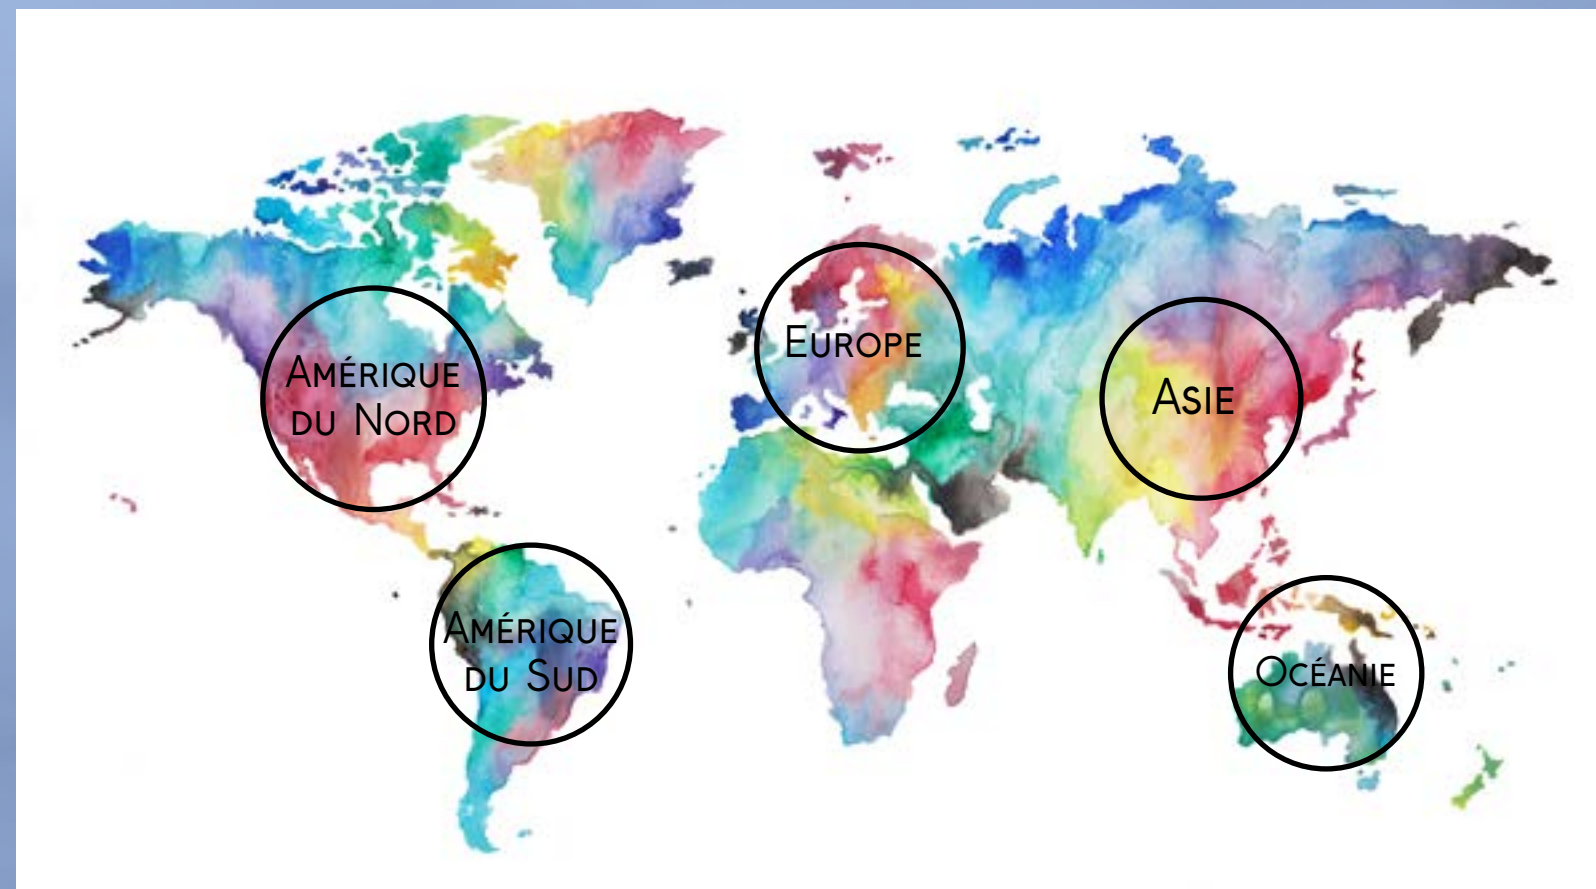 Amérique
du Nord
Europe
Asie
Amérique
du Sud
Océanie